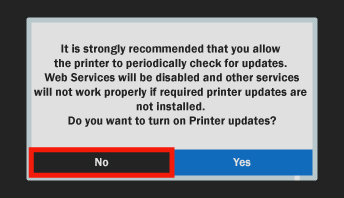 It is strongly recommended that you allow
the printer to periodically check for updates.
Web Services will be disabled and other services
will not work properly if required printer updates are
not installed.
Do you want to turn on Printer updates?
No
Yes